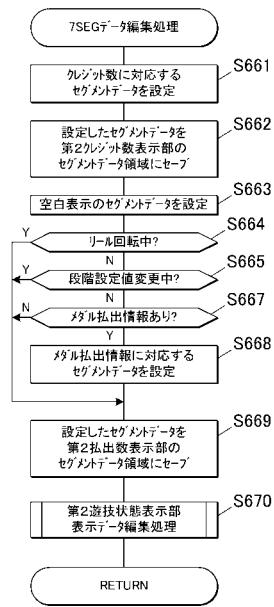 7SEGﾃﾞｰﾀ編集処理
S661
ｸﾚｼﾞｯﾄ数に対応する
ｾｸﾞﾒﾝﾄﾃﾞｰﾀを設定
S662
設定したｾｸﾞﾒﾝﾄﾃﾞｰﾀを
第2ｸﾚｼﾞｯﾄ数表示部の
ｾｸﾞﾒﾝﾄﾃﾞｰﾀ領域にｾｰﾌﾞ
S663
空白表示のｾｸﾞﾒﾝﾄﾃﾞｰﾀを設定
S664
Y
ﾘｰﾙ回転中?
N
S665
Y
段階設定値変更中?
N
S667
N
ﾒﾀﾞﾙ払出情報あり?
Y
S668
ﾒﾀﾞﾙ払出情報に対応する
ｾｸﾞﾒﾝﾄﾃﾞｰﾀを設定
S669
設定したｾｸﾞﾒﾝﾄﾃﾞｰﾀを
第2払出数表示部の
ｾｸﾞﾒﾝﾄﾃﾞｰﾀ領域にｾｰﾌﾞ
S670
第2遊技状態表示部
表示ﾃﾞｰﾀ編集処理
RETURN